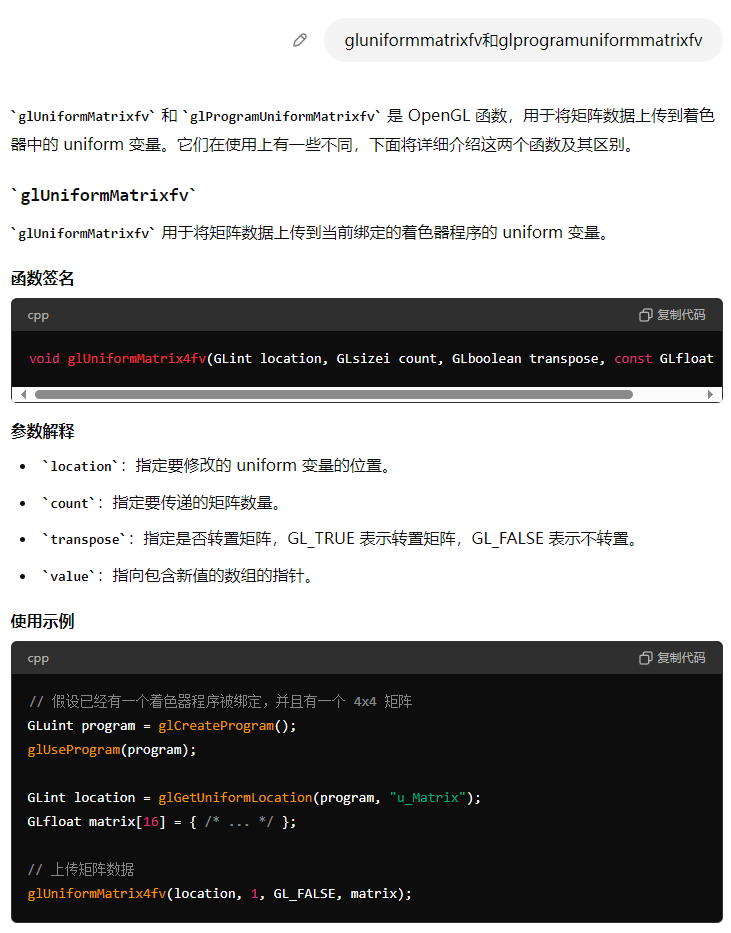 gluniformmatrixfv和glprogramuniformmatrixfv
`glUniformMatrixfv` 和 `glProgramUniformMatrixfv` 是 OpenGL 函数，用于将矩阵数据上传到着色
器中的 uniform 变量。它们在使用上有一些不同，下面将详细介绍这两个函数及其区别。
`glUniformMatrixfv`
`glUniformMatrixfv` 用于将矩阵数据上传到当前绑定的着色器程序的 uniform 变量。
函数签名
cpp 复制代码
void glUniformMatrix4fv(GLint location, GLsizei count, GLboolean transpose, const GLfloat
参数解释
• `location`：指定要修改的 uniform 变量的位置。
• `count`：指定要传递的矩阵数量。
• `transpose`：指定是否转置矩阵，GL_TRUE 表示转置矩阵，GL_FALSE 表示不转置。
• `value`：指向包含新值的数组的指针。
使用示例
cpp 复制代码
// 假设已经有一个着色器程序被绑定，并且有一个 4x4 矩阵
GLuint program = glCreateProgram();
glUseProgram(program);
GLint location = glGetUniformLocation(program, "u_Matrix");
GLfloat matrix[16] = { /* ... */ };
// 上传矩阵数据
glUniformMatrix4fv(location, 1, GL_FALSE, matrix);